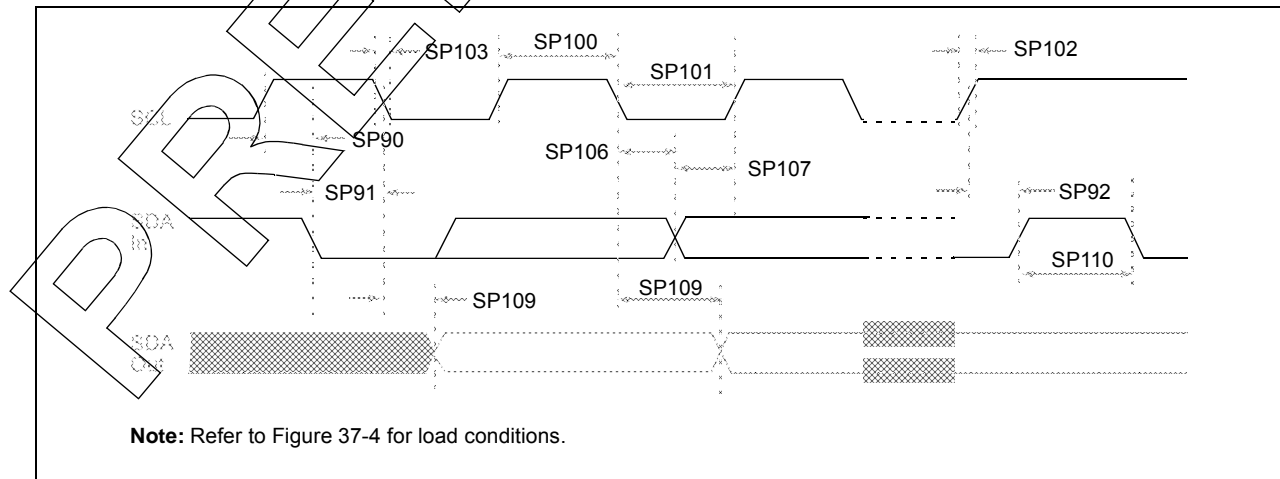 SP103
SP100
SP102
SP101
SCL
SP90
SP106
SP107
SP91
SP92
SDA
In
SP110
SP109
SP109
SDA
Out
Note: Refer to Figure 37-4 for load conditions.
PRE